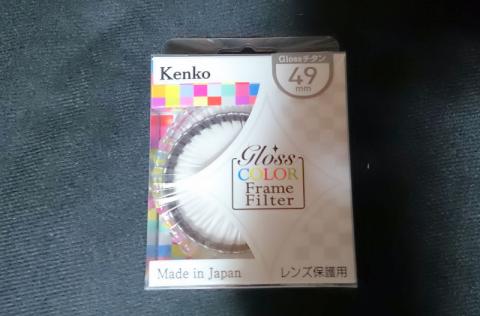 Kenko
Glossチタン
49
mm
Gloss
COLOR
Frame
Filter
Made in Japan
レンズ保護用